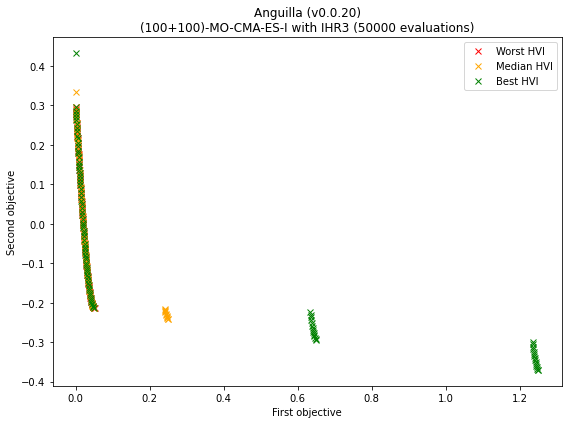 Anguilla (v0.0.20)
(100+100)-MO-CMA-ES-I with IHR3 (50000 evaluations)
Worst HVI
Median HVI
Best HVI
Second objective
0.4
0.3
0.2
0.1
0.0
−0.1
−0.2
−0.3
−0.4
0.0 0.2 0.4 0.6 0.8 1.0 1.2
First objective